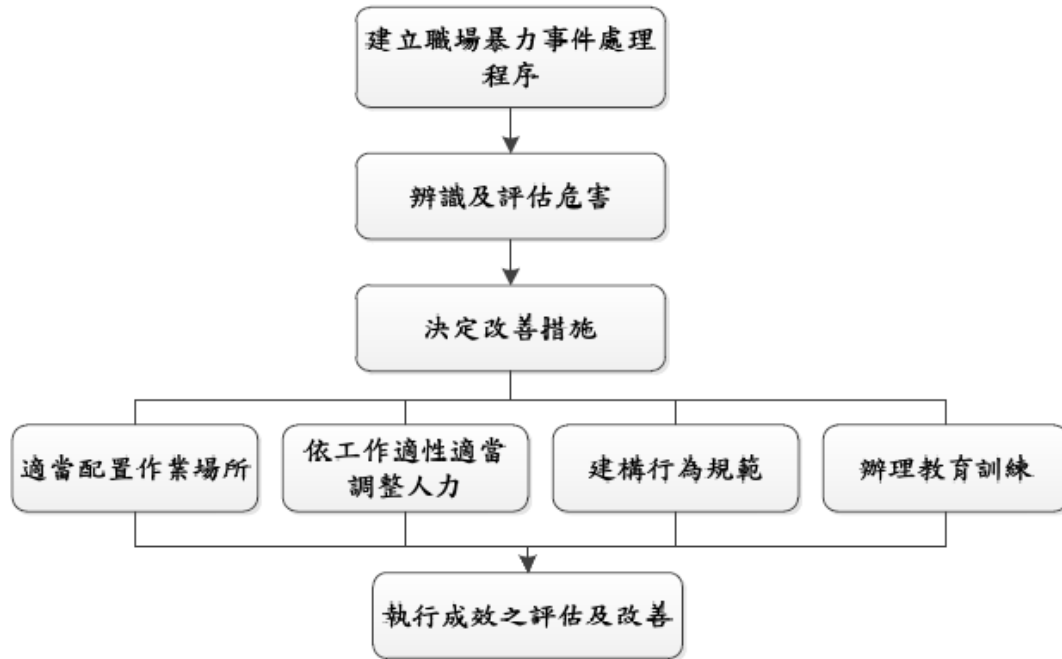 建立職場暴力事件處理
程序
辨識及評估危害
決定改善措施
適當配置作業場所
依工作適性適當
調整人力
建構行為規範
辦理教育訓練
執行成效之評估及改善